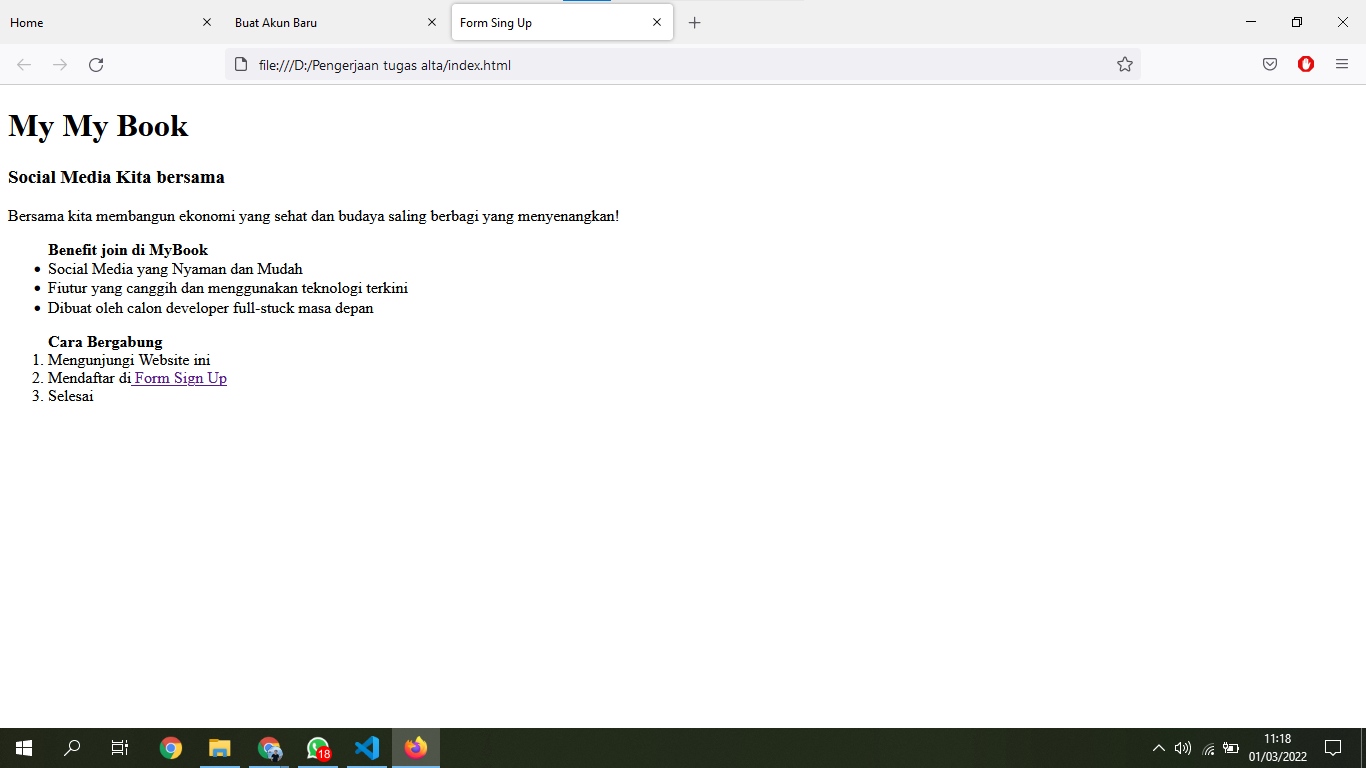 Home
Buat Akun Baru
Form Sing Up
file:///D:/Pengerjaan tugas alta/index.html
My My Book
Social Media Kita bersama
Bersama kita membangun ekonomi yang sehat dan budaya saling berbagi yang menyenangkan!
Benefit join di MyBook
• Social Media yang Nyaman dan Mudah
• Fiutur yang canggih dan menggunakan teknologi terkini
• Dibuat oleh calon developer full-stuck masa depan
Cara Bergabung
1. Mengunjungi Website ini
2. Mendaftar di Form Sign Up
3. Selesai
18
11:18
01/03/2022